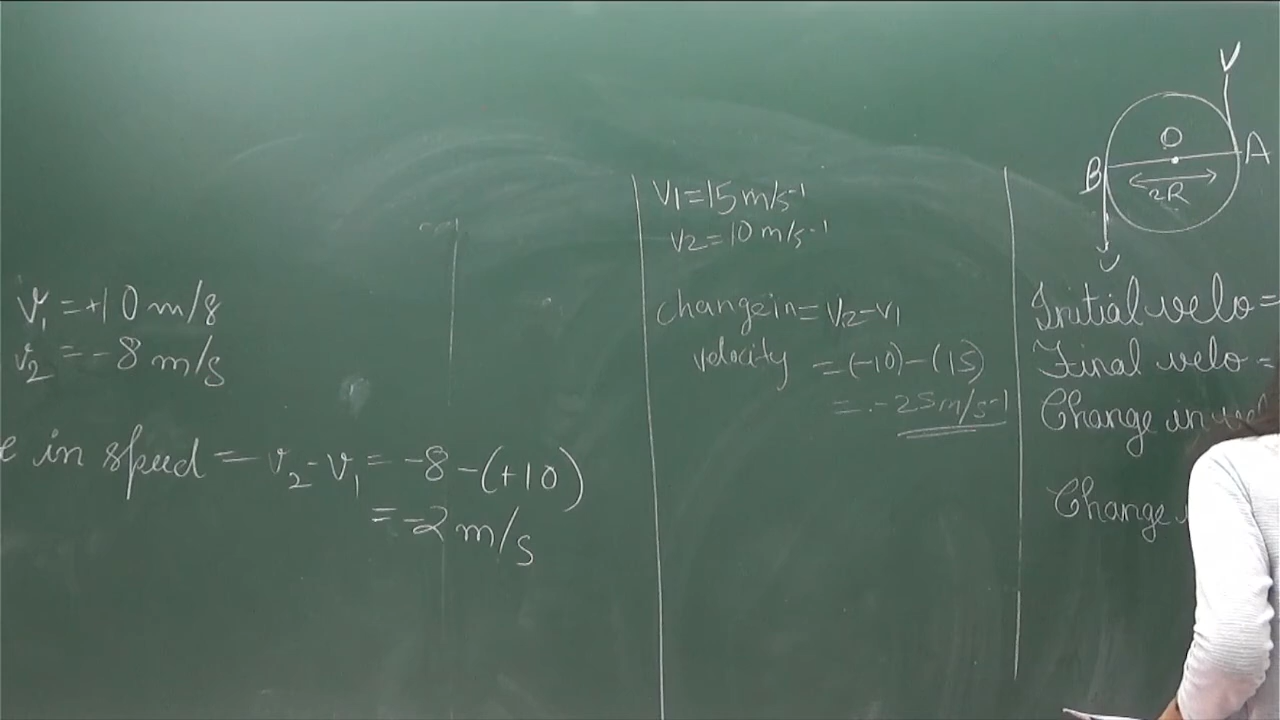 V1=15 m/s-1
V2=10 m/s-1
v1=+10 m/8
v2=-8 m/s
in speed = v2-v1 = -8-(+10)
=-2 m/s
change in= V2-V1
velocity =(-10)-(15)
=-25 m/s-1
V
O
A
B
2R
Initial velo=
Final velo=
Change in
Change